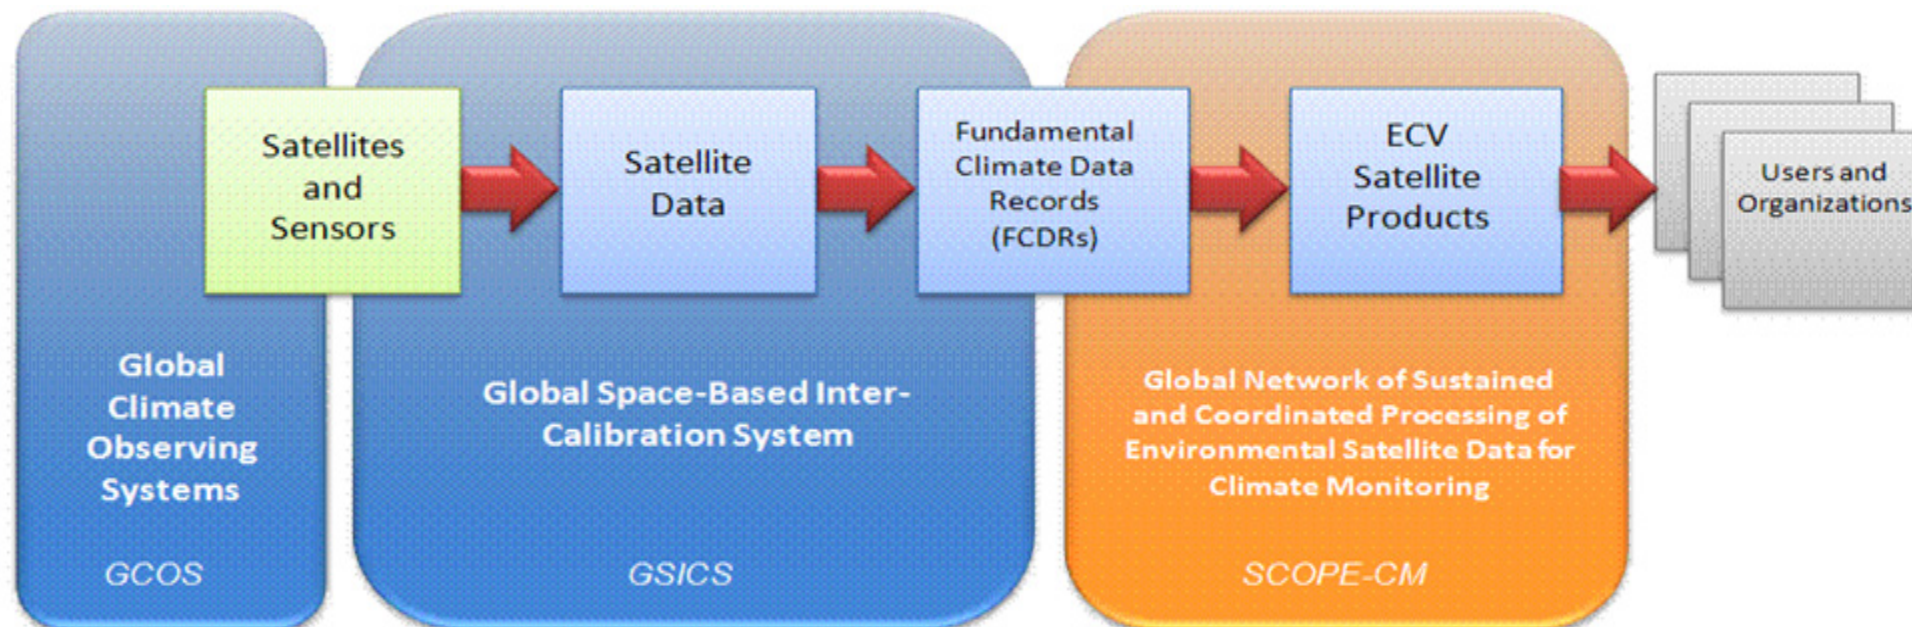 Satellites
and
Sensors
Satellite
Data
Fundamental
Climate Data
Records
(FCDRs)
ECV
Satellite
Products
Users and
Organizations
Global
Climate
Observing
Systems
GCOS
Global Space-Based Inter-
Calibration System
GSICS
Global Network of Sustained
and Coordinated Processing of
Environmental Satellite Data for
Climate Monitoring
SCOPE-CM